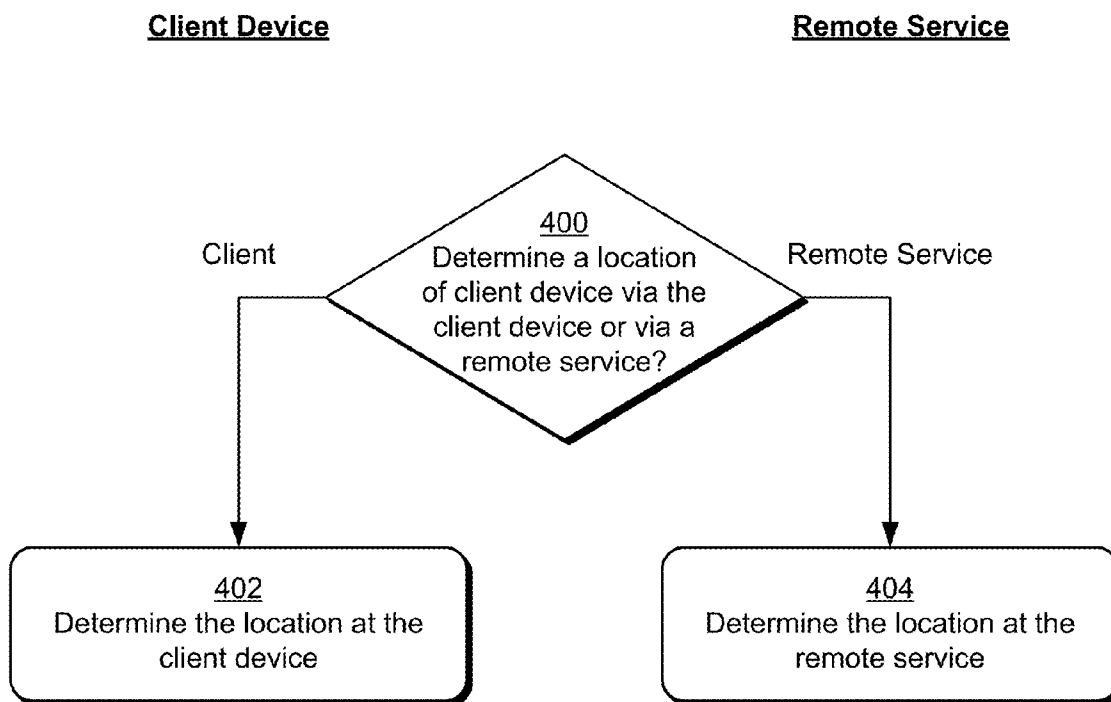 Client Device
Remote Service
400
Determine a location
of client device via the
client device or via a
remote service?
Client
Remote Service
402
Determine the location at the
client device
404
Determine the location at the
remote service